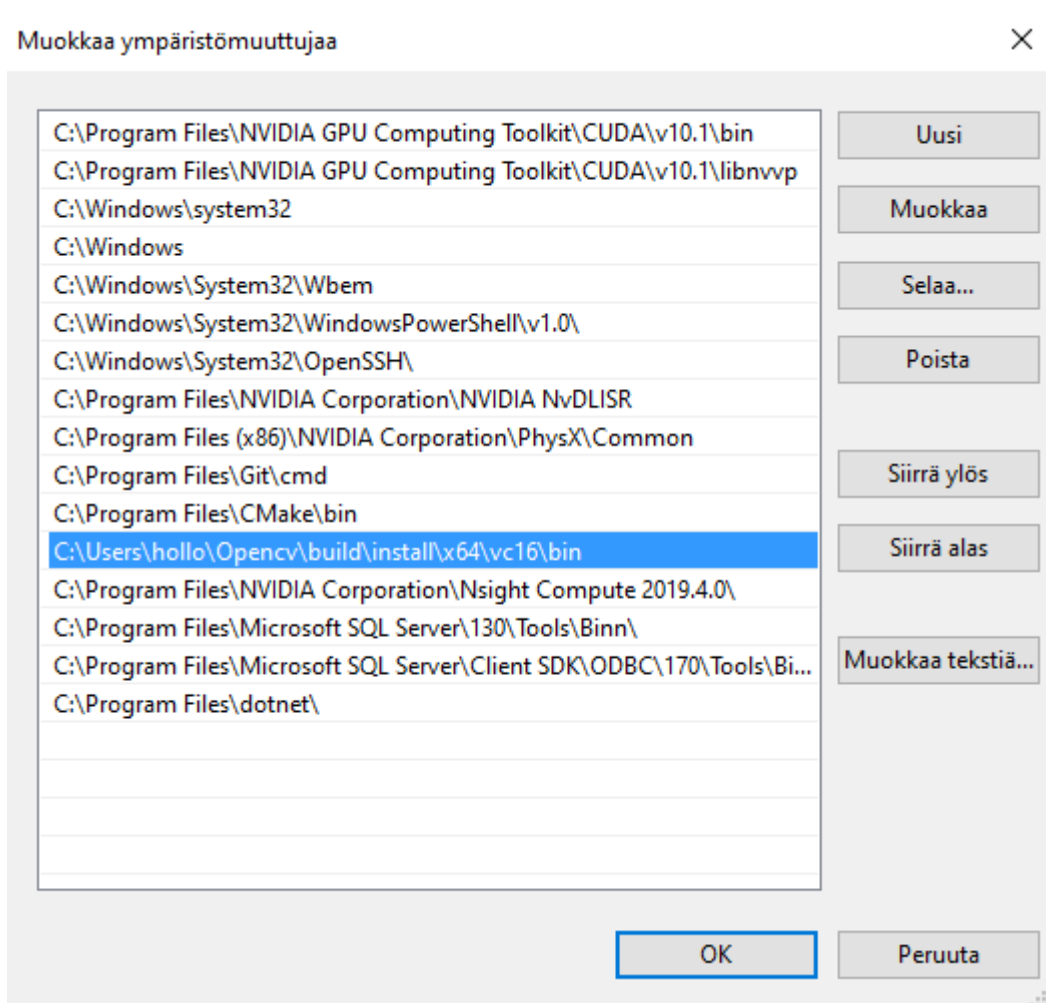 Muokkaa ympäristömuuttujaa
C:\Program Files\NVIDIA GPU Computing Toolkit\CUDA\v10.1\bin
C:\Program Files\NVIDIA GPU Computing Toolkit\CUDA\v10.1\libnvvp
C:\Windows\system32
C:\Windows
C:\Windows\System32\Wbem
C:\Windows\System32\WindowsPowerShell\v1.0\
C:\Windows\System32\OpenSSH\
C:\Program Files\NVIDIA Corporation\NVIDIA NvDLISR
C:\Program Files (x86)\NVIDIA Corporation\PhysX\Common
C:\Program Files\Git\cmd
C:\Program Files\CMake\bin
C:\Users\hollo\Opencv\build\install\x64\vc16\bin
C:\Program Files\NVIDIA Corporation\Nsight Compute 2019.4.0\
C:\Program Files\Microsoft SQL Server\130\Tools\Binn\
C:\Program Files\Microsoft SQL Server\Client SDK\ODBC\170\Tools\Bi...
C:\Program Files\dotnet\
Uusi
Muokkaa
Selaa...
Poista
Siirrä ylös
Siirrä alas
Muokkaa tekstiä...
OK
Peruuta